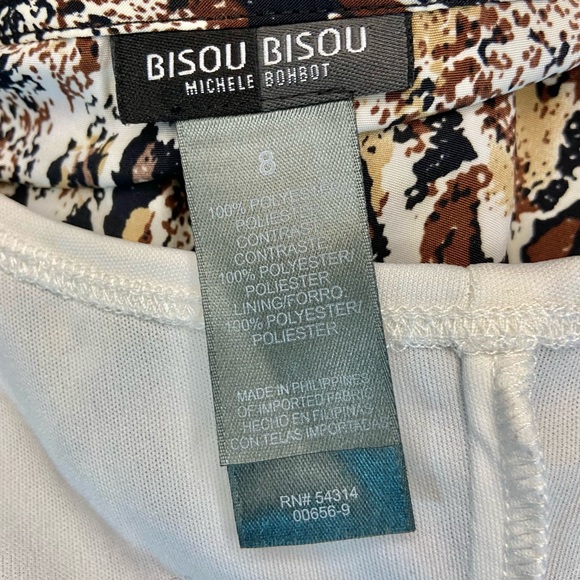 BISOU BISOU
MICHELE BOHBOT
8
100% POLYESTER/
POLIESTER
CONTRAST/
CONTRASTE
100% POLYESTER/
POLIESTER
LINING/FORRO
100% POLYESTER/
POLIESTER
MADE IN PHILIPPINES
OF IMPORTED FABRIC
HECHO EN FILIPINAS
CON TELAS IMPORTADAS
RN# 54314
00656-9